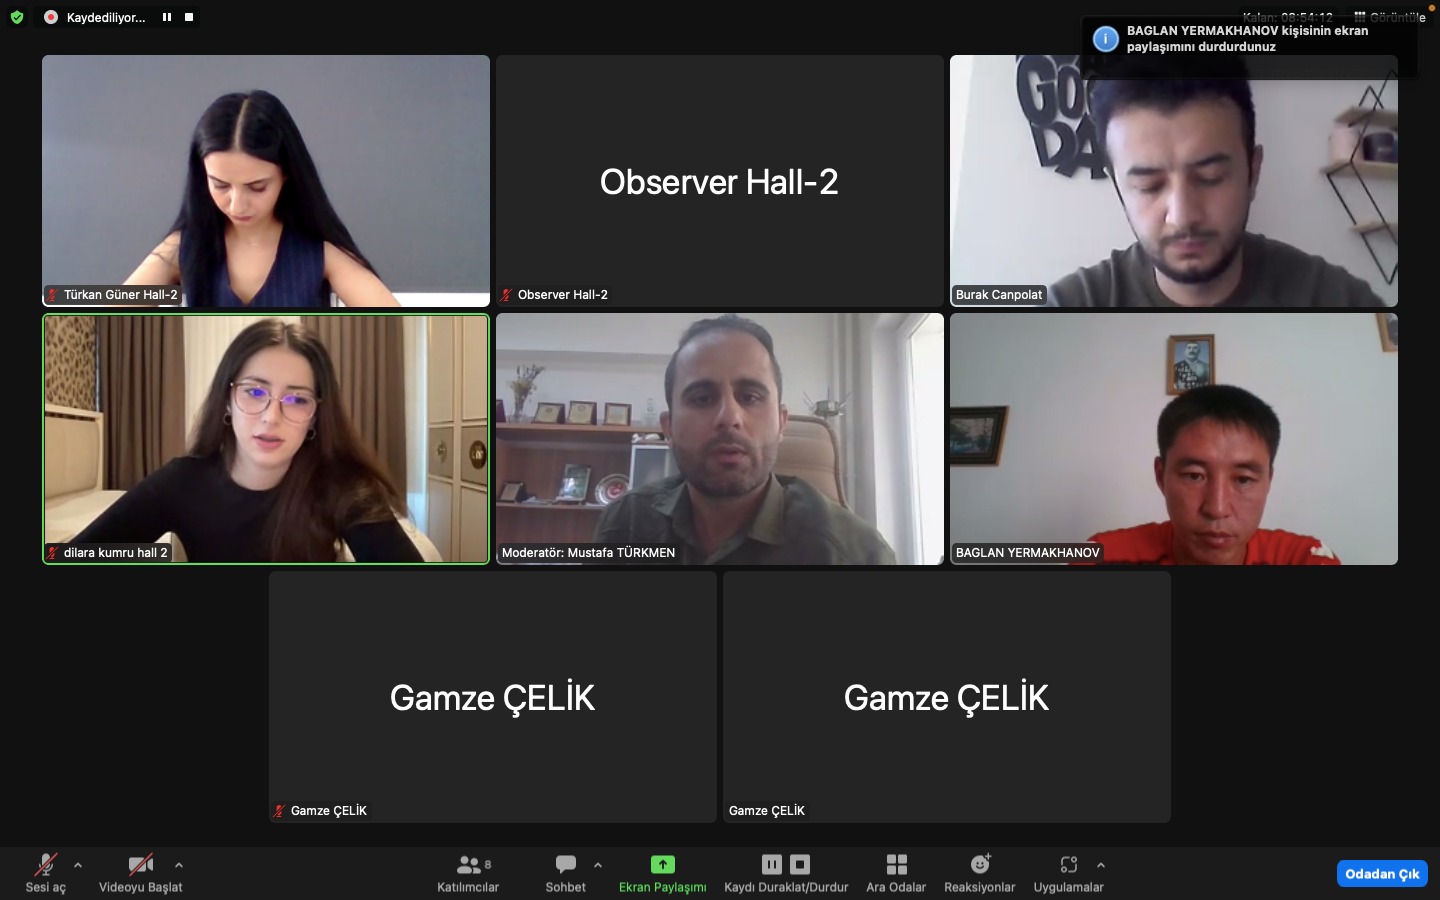 Kaydediliyor...
Kalan: 08:54:12
Görüntüle
BAGLAN YERMAKHANOV kişisinin ekran
paylaşımını durdurdunuz
Türkan Güner Hall-2
Observer Hall-2
Observer Hall-2
GOOD
DA
Burak Canpolat
dilara kumru hall 2
Moderatör: Mustafa TÜRKMEN
BAGLAN YERMAKHANOV
Gamze ÇELİK
Gamze ÇELİK
Gamze ÇELİK
Gamze ÇELİK
Sesi aç
Videoyu Başlat
8
Katılımcılar
Sohbet
Ekran Paylaşımı
Kaydı Duraklat/Durdur
Ara Odalar
Reaksiyonlar
Uygulamalar
Odadan Çık